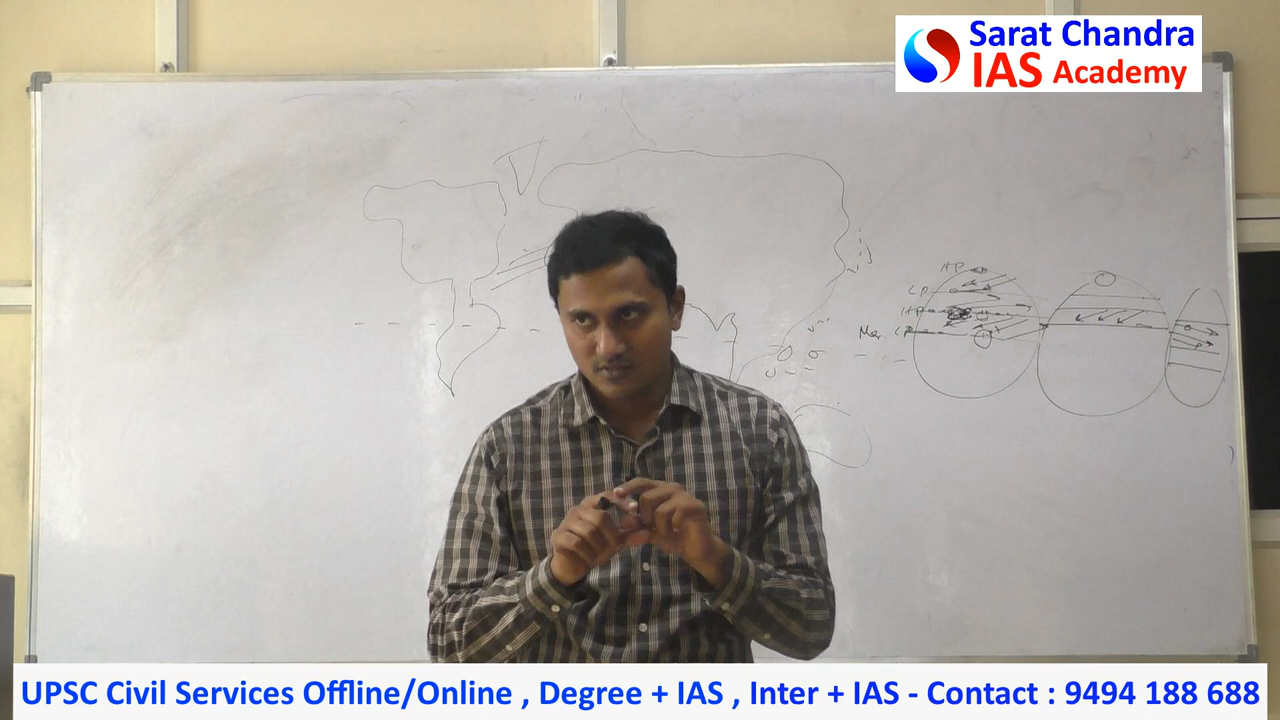 Sarat Chandra
IAS Academy
HP
LP
HP
LP
UPSC Civil Services Offline/Online , Degree + IAS , Inter + IAS - Contact : 9494 188 688